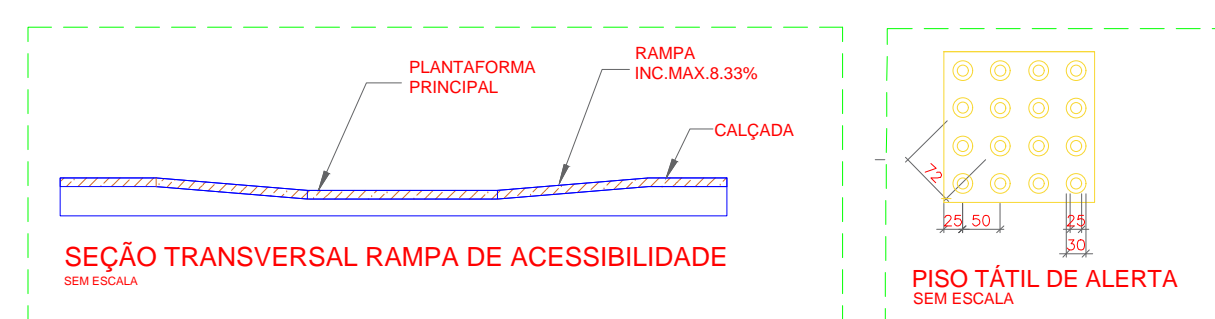 PLANTAFORMA
PRINCIPAL
RAMPA
INC.MAX.8.33%
CALÇADA
SEÇÃO TRANSVERSAL RAMPA DE ACESSIBILIDADE
SEM ESCALA
72
25 50 25
30
PISO TÁTIL DE ALERTA
SEM ESCALA